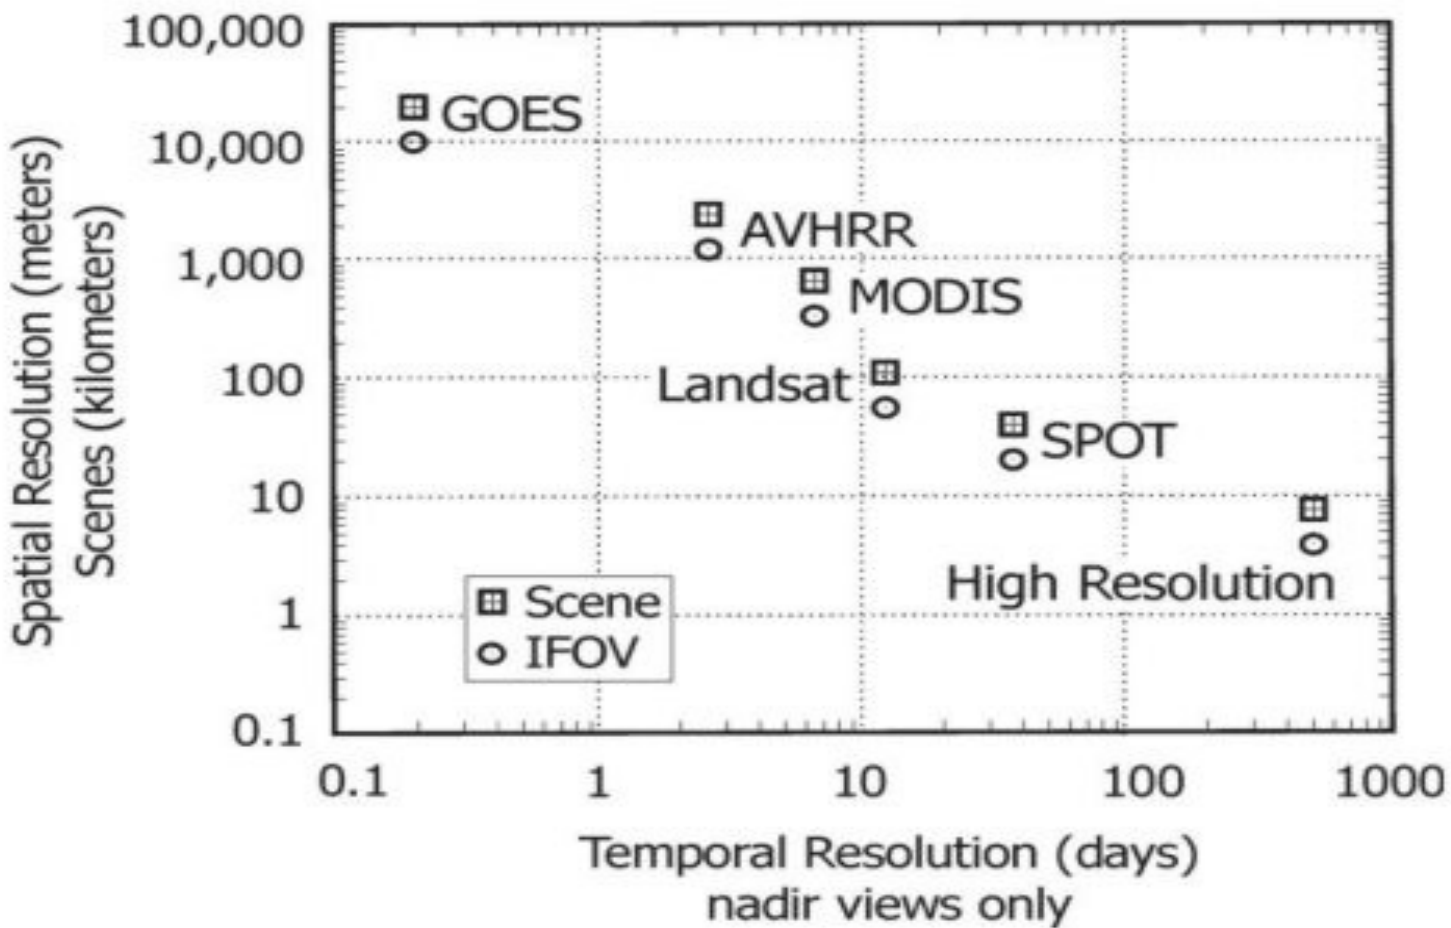 100,000
10,000
1,000
100
10
1
0.1
Spatial Resolution (meters)
Scenes (kilometers)
GOES
AVHRR
MODIS
Landsat
SPOT
High Resolution
Scene
IFOV
0.1 1 10 100 1000
Temporal Resolution (days)
nadir views only